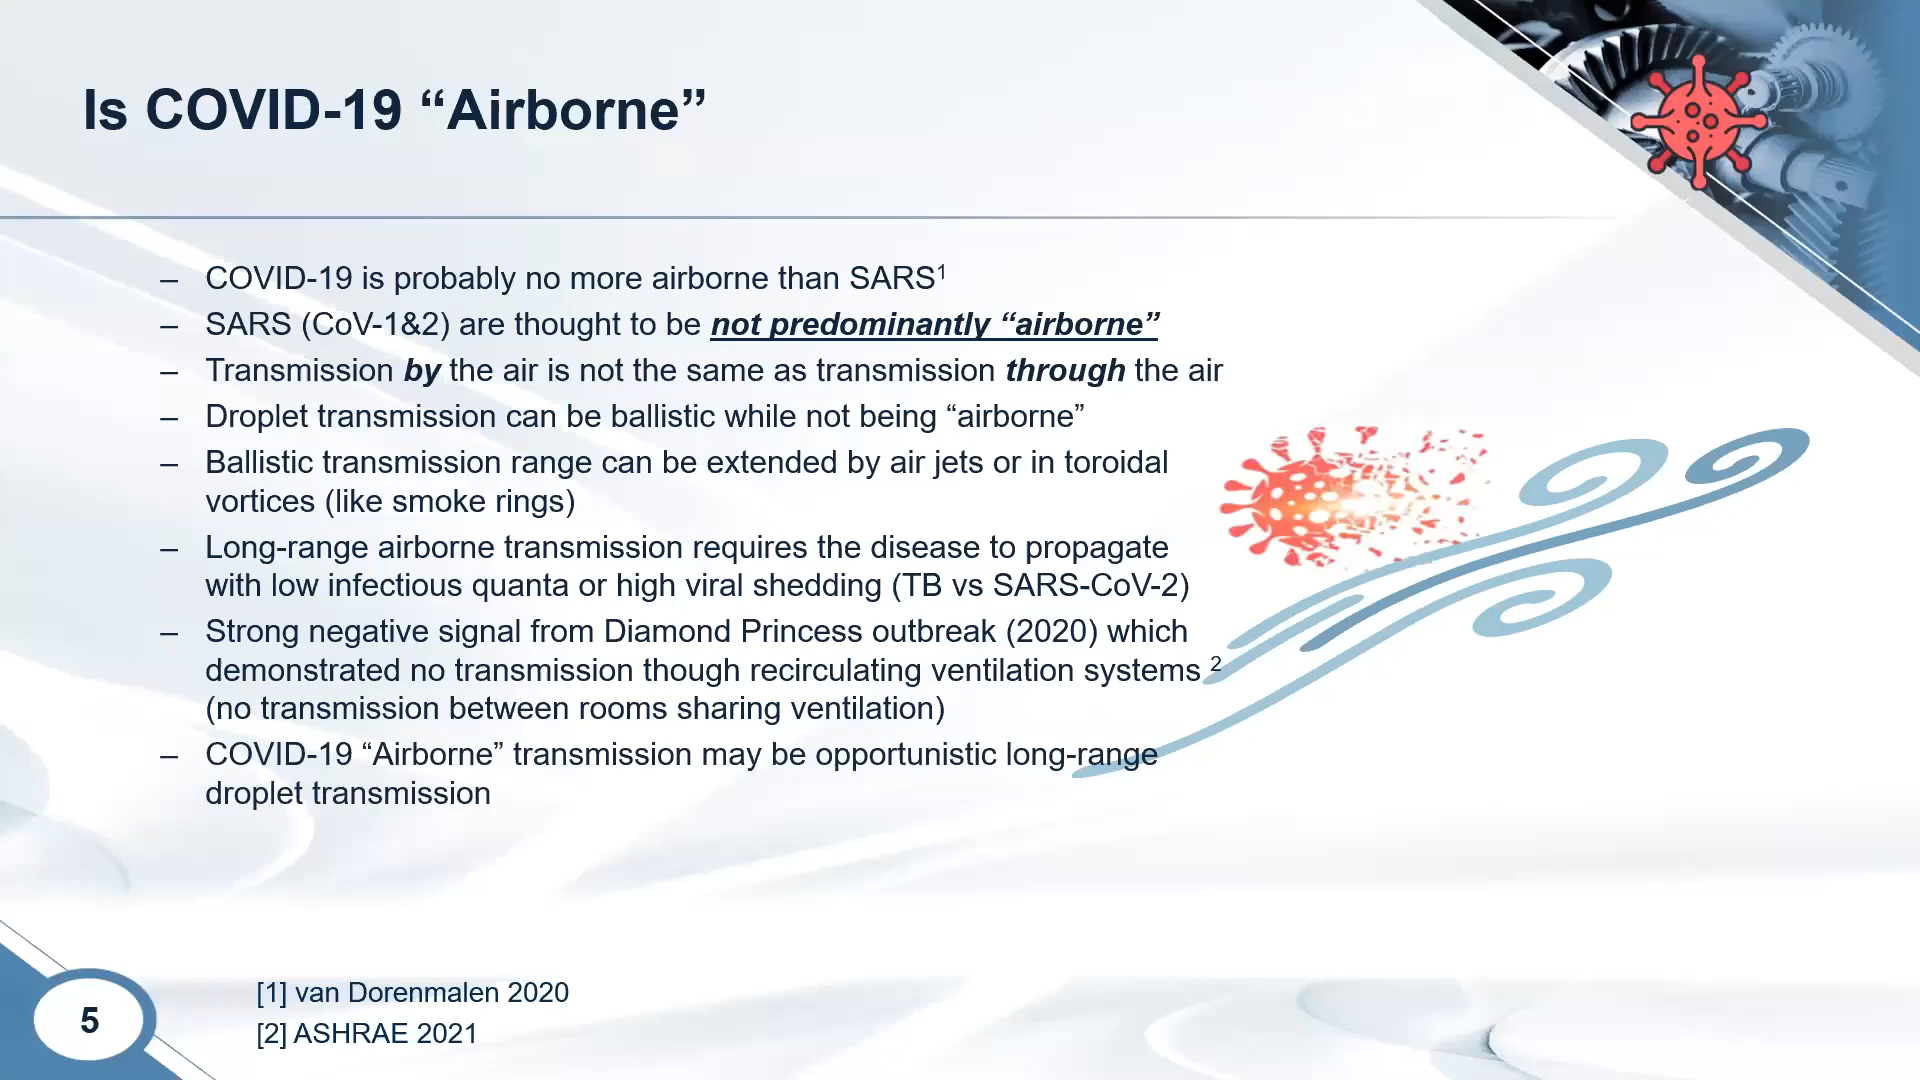 Is COVID-19 “Airborne”
– COVID-19 is probably no more airborne than SARS1
– SARS (CoV-1&2) are thought to be not predominantly “airborne”
– Transmission by the air is not the same as transmission through the air
– Droplet transmission can be ballistic while not being “airborne”
– Ballistic transmission range can be extended by air jets or in toroidal
vortices (like smoke rings)
– Long-range airborne transmission requires the disease to propagate
with low infectious quanta or high viral shedding (TB vs SARS-CoV-2)
– Strong negative signal from Diamond Princess outbreak (2020) which
demonstrated no transmission though recirculating ventilation systems 2
(no transmission between rooms sharing ventilation)
– COVID-19 “Airborne” transmission may be opportunistic long-range
droplet transmission
[1] van Dorenmalen 2020
[2] ASHRAE 2021
5